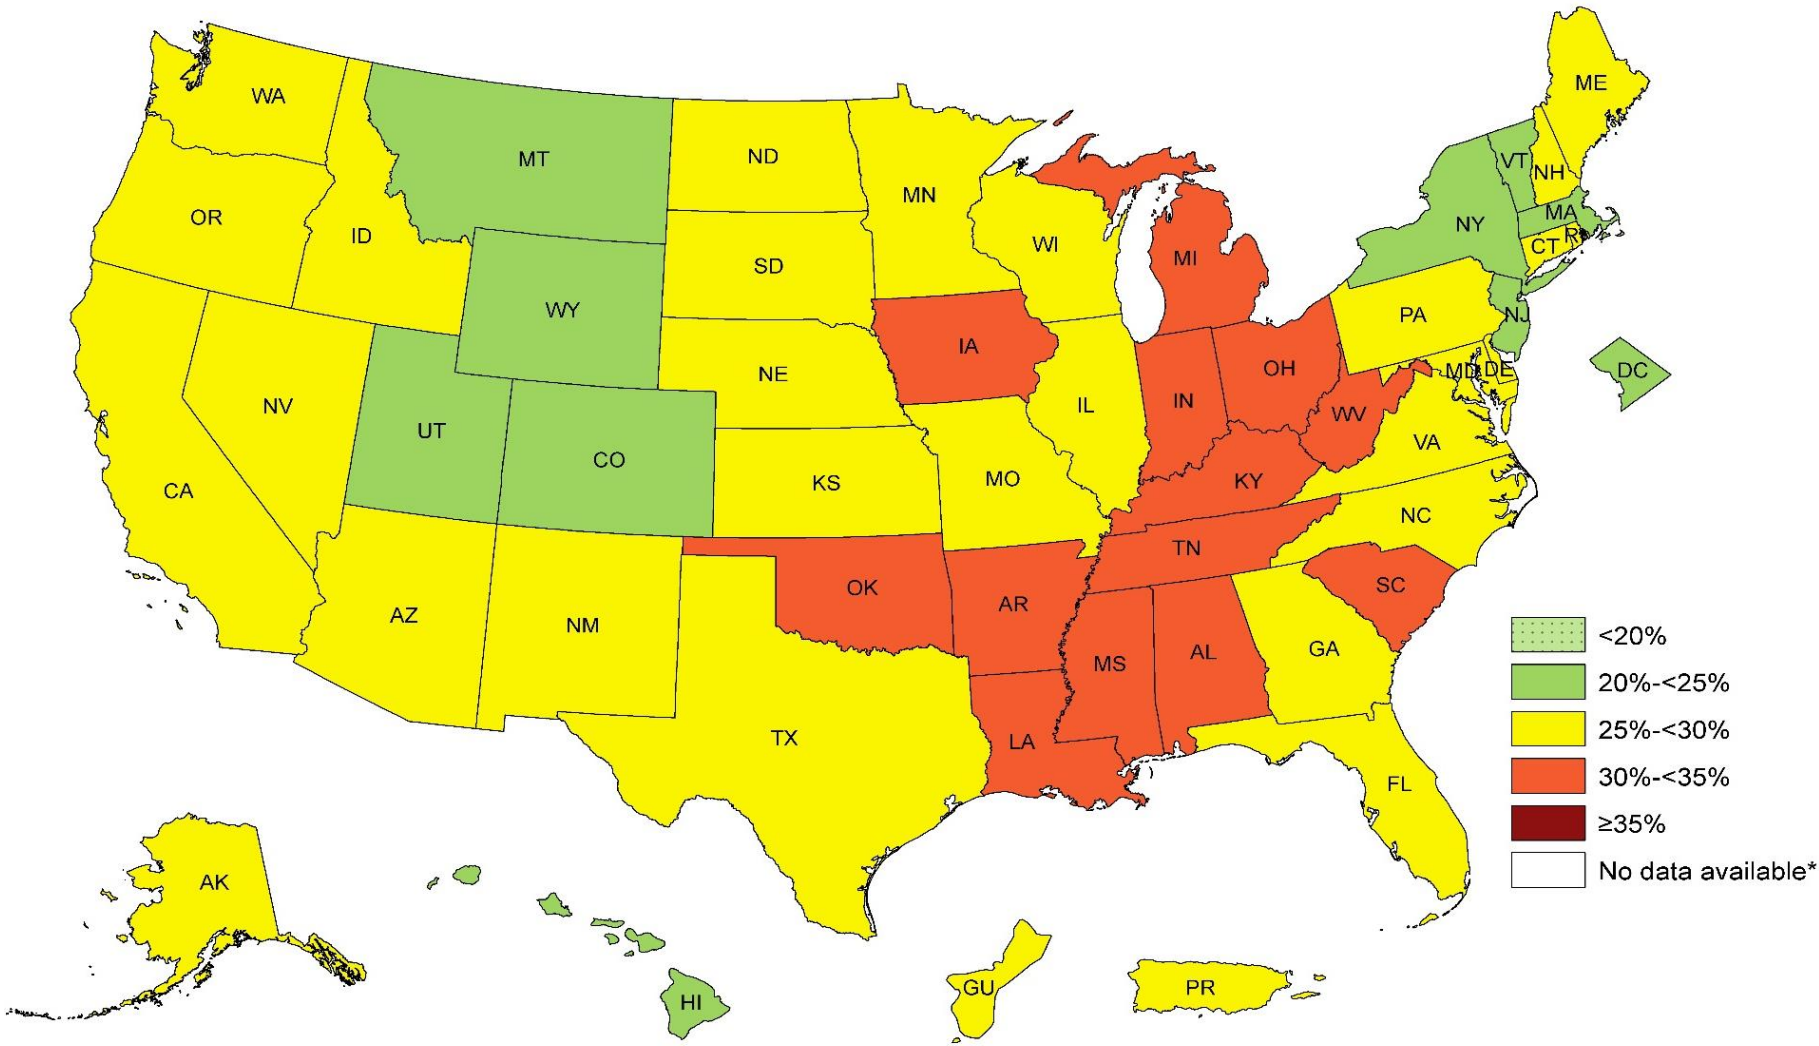 WA
MT
ND
MN
ME
OR
ID
SD
WI
MI
VT
NH
NY
MA
CT
RI
WY
NE
IA
IL
IN
OH
PA
NJ
MD
DE
DC
NV
UT
CO
KS
MO
WV
VA
KY
CA
AZ
NM
OK
AR
TN
NC
SC
TX
LA
MS
AL
GA
FL
AK
HI
GU
PR
<20%
20%-<25%
25%-<30%
30%-<35%
≥35%
No data available*